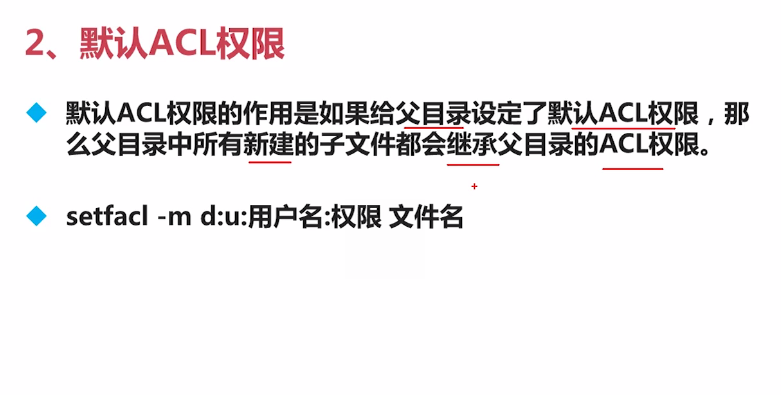 2、默认ACL权限
默认ACL权限的作用是如果给父目录设定了默认ACL权限，那
么父目录中所有新建的子文件都会继承父目录的ACL权限。
setfacl -m d:u:用户名:权限 文件名